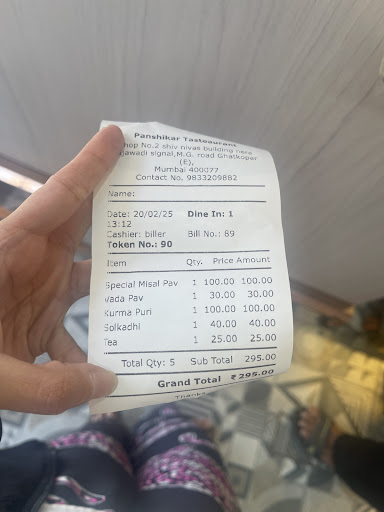 Panshikar Tasteaurant
hop No.2 shiv nivas building nere
jawadi signal,M.G. road Ghatkopar
(E),
Mumbai 400077
Contact No. 9833209882
Name:
Date: 20/02/25 Dine In: 1
13:12
Cashier: biller Bill No.: 89
Token No.: 90
Item Qty. Price Amount
Special Misal Pav 1 100.00 100.00
Vada Pav 1 30.00 30.00
Kurma Puri 1 100.00 100.00
Solkadhi 1 40.00 40.00
Tea 1 25.00 25.00
Total Qty: 5 Sub Total 295.00
Grand Total ₹295.00
Thanks